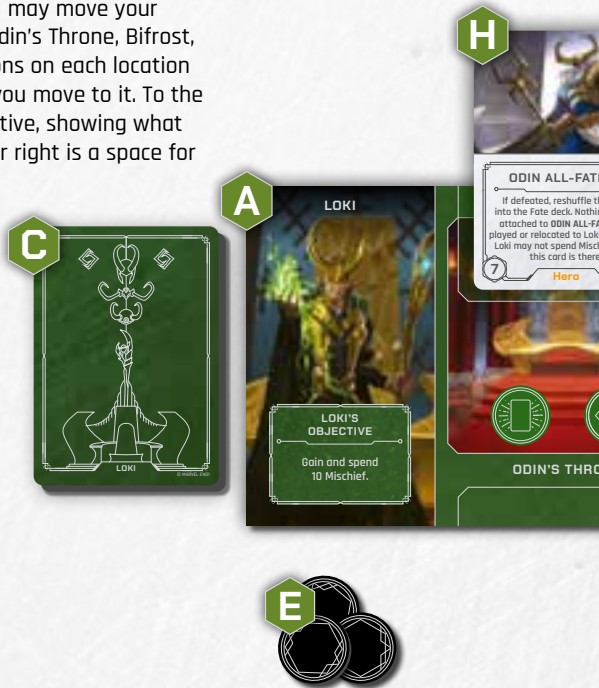 may move your
din's Throne, Bifrost,
ons on each location
you move to it. To the
tive, showing what
r right is a space for
H
ODIN ALL-FAT
If defeated, reshuffle th
into the Fate deck. Nothi
attached to ODIN ALL-FA
played or relocated to Lok
Loki may not spend Misch
this card is there
7
Hero
A
LOKI
C
LOKI
LOKI'S
OBJECTIVE
Gain and spend
10 Mischief.
ODIN'S THRO
E